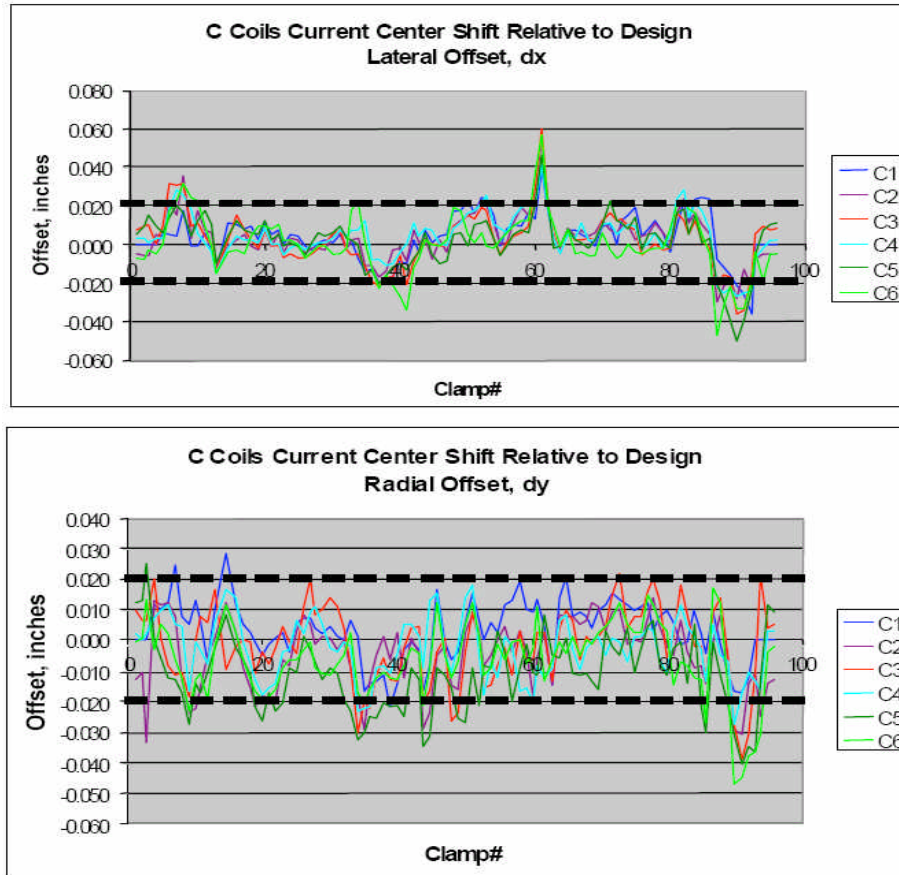 C Coils Current Center Shift Relative to Design
Lateral Offset, dx
Offset, inches
0.080
0.060
0.040
0.020
0.000
-0.020
-0.040
-0.060
0
20
40
60
80
100
Clamp#
C1
C2
C3
C4
C5
C6
C Coils Current Center Shift Relative to Design
Radial Offset, dy
Offset, inches
0.040
0.030
0.020
0.010
0.000
-0.010
-0.020
-0.030
-0.040
-0.050
-0.060
0
20
40
60
80
100
Clamp#
C1
C2
C3
C4
C5
C6